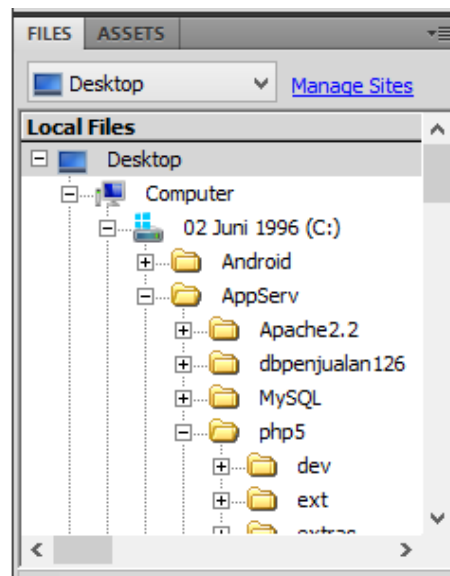 FILES ASSETS
Desktop Manage Sites
Local Files
Desktop
Computer
02 Juni 1996 (C:)
Android
AppServ
Apache2.2
dbpenjualan126
MySQL
php5
dev
ext
extras